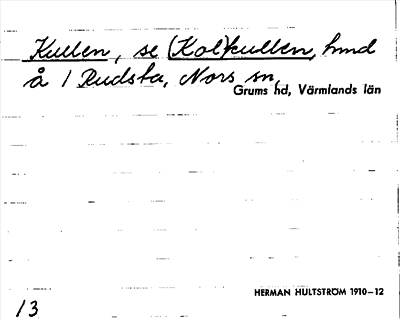 Kullen, se (Kol)kullen, hmd
å 1 Rudsta, Nors sn,
Grums hd, Värmlands län
HERMAN HULTSTRÖM 1910–12
13